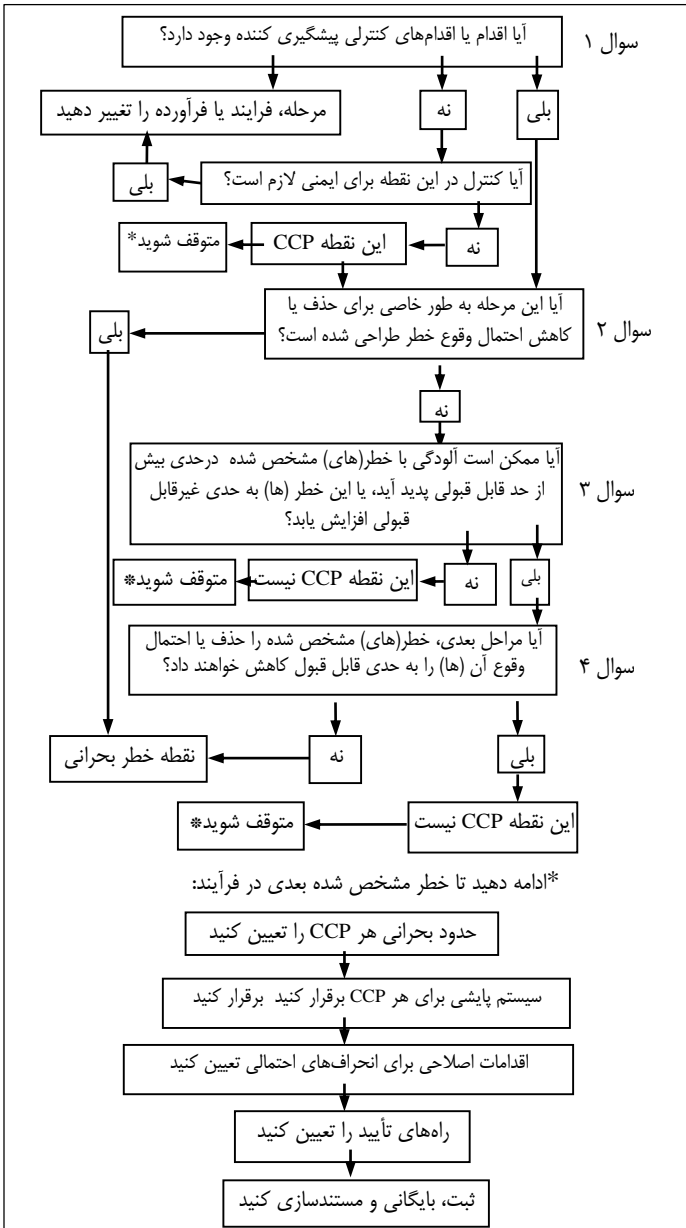 آیا اقدام یا اقدام‌های کنترلی پیشگیری کننده وجود دارد؟
سوال ۱
بلی
نه
مرحله، فرایند یا فرآورده را تغییر دهید
آیا کنترل در این نقطه برای ایمنی لازم است؟
بلی
نه
این نقطه CCP
متوقف شوید*
آیا این مرحله به طور خاصی برای حذف یا
کاهش احتمال وقوع خطر طراحی شده است؟
سوال ۲
بلی
نه
آیا ممکن است آلودگی با خطر(های) مشخص شده درحدی بیش
از حد قابل قبولی پدید آید، یا این خطر (ها) به حدی غیرقابل
قبولی افزایش یابد؟
سوال ۳
بلی
نه
این نقطه CCP نیست
متوقف شوید*
آیا مراحل بعدی، خطر(های) مشخص شده را حذف یا احتمال
وقوع آن (ها) را به حدی قابل قبول کاهش خواهند داد؟
سوال ۴
بلی
نه
نقطه خطر بحرانی
این نقطه CCP نیست
متوقف شوید*
*ادامه دهید تا خطر مشخص شده بعدی در فرآیند:
حدود بحرانی هر CCP را تعیین کنید
سیستم پایشی برای هر CCP برقرار کنید برقرار کنید
اقدامات اصلاحی برای انحراف‌های احتمالی تعیین کنید
راه‌های تأیید را تعیین کنید
ثبت، بایگانی و مستندسازی کنید